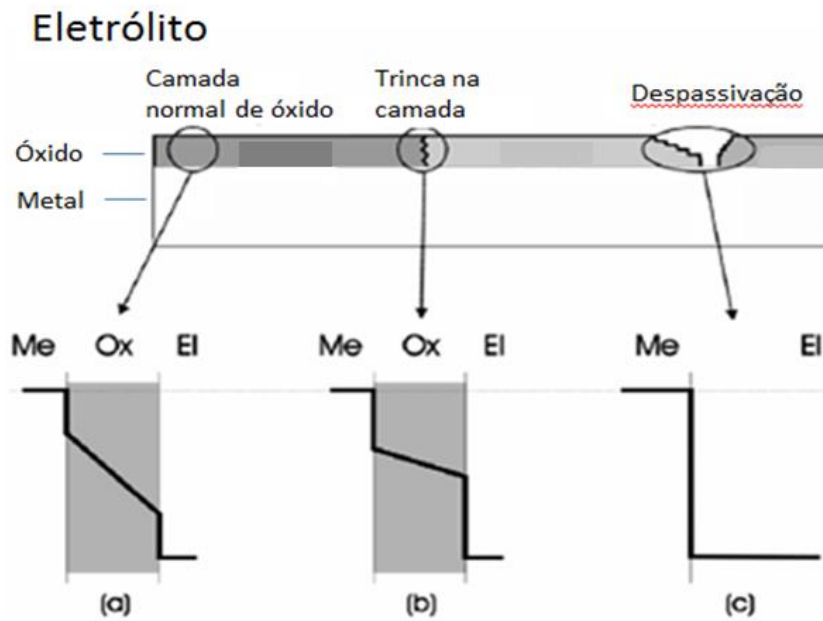 Eletrólito
Camada
normal de óxido
Trinca na
camada
Despassivação
Óxido
Metal
Me Ox El
Me Ox El
Me El
(a)
(b)
(c)